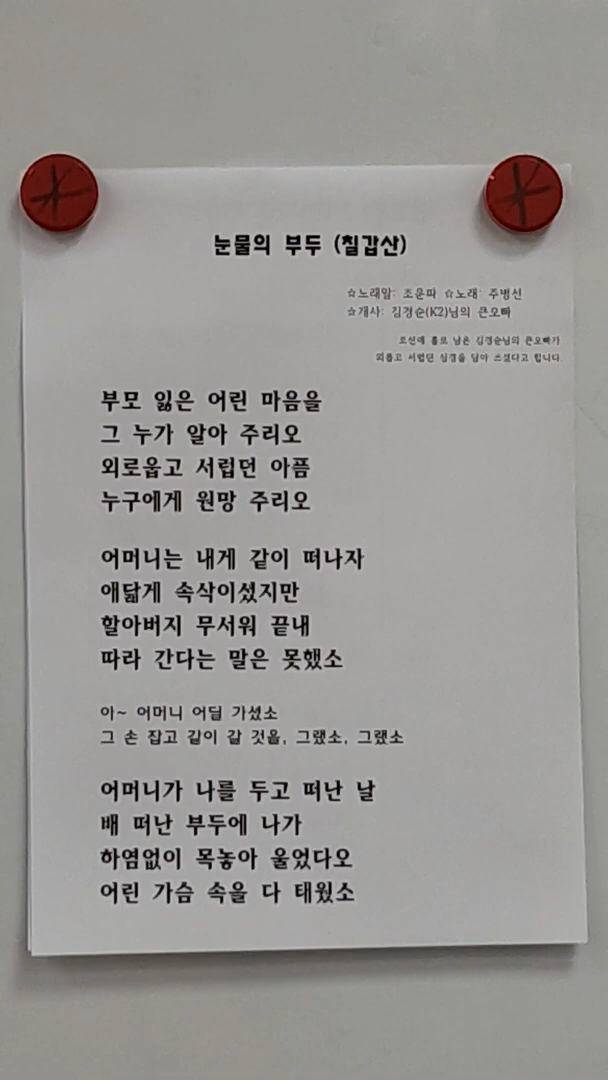 눈물의 부두 (칠갑산)
☆노래말: 조운파 ☆노래: 주병선
☆개사: 김경순(K2)님의 큰오빠
조선에 홀로 남은 김경순님의 큰오빠가
외롭고 서럽던 심경을 담아 쓰셨다고 합니다.
부모 잃은 어린 마음을
그 누가 알아 주리오
외로웁고 서럽던 아픔
누구에게 원망 주리오
어머니는 내게 같이 떠나자
애닯게 속삭이셨지만
할아버지 무서워 끝내
따라 간다는 말은 못했소
아~ 어머니 어딜 가셨소
그 손 잡고 길이 갈 것을, 그랬소, 그랬소
어머니가 나를 두고 떠난 날
배 떠난 부두에 나가
하염없이 목놓아 울었다오
어린 가슴 속을 다 태웠소